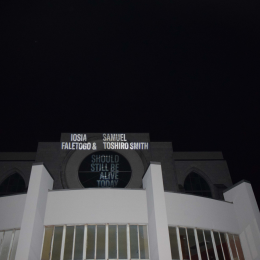 IOSIA SAMUEL
FALETOGO & TOSHIRO SMITH
SHOULD
STILL BE
ALIVE
TODAY